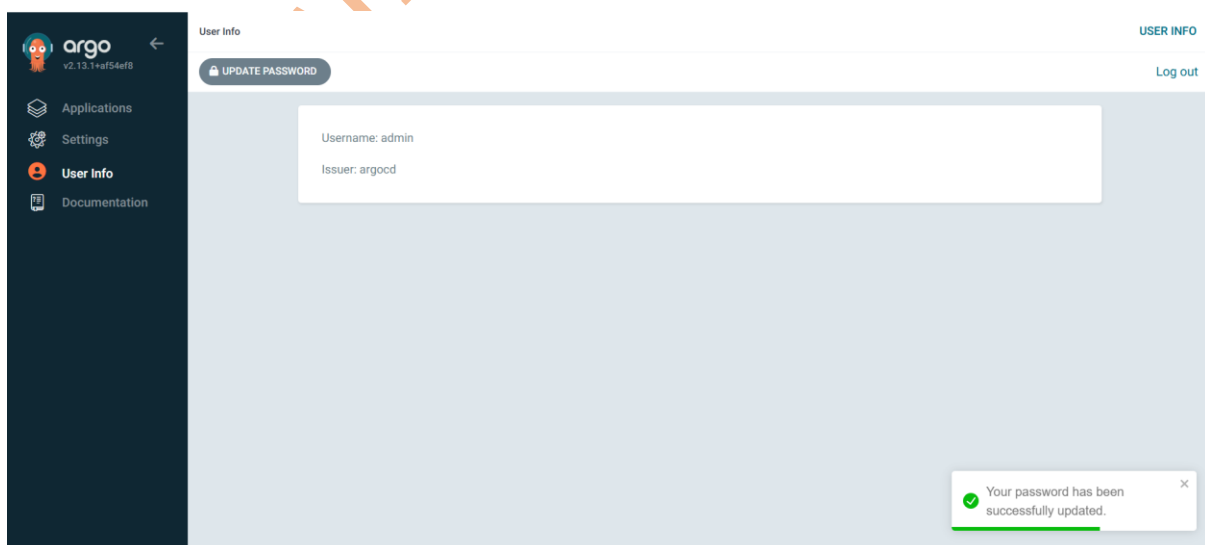 argo
v2.13.1+af54ef8
Applications
Settings
User Info
Documentation
User Info
USER INFO
UPDATE PASSWORD
Log out
Username: admin
Issuer: argocd
Your password has been
successfully updated.